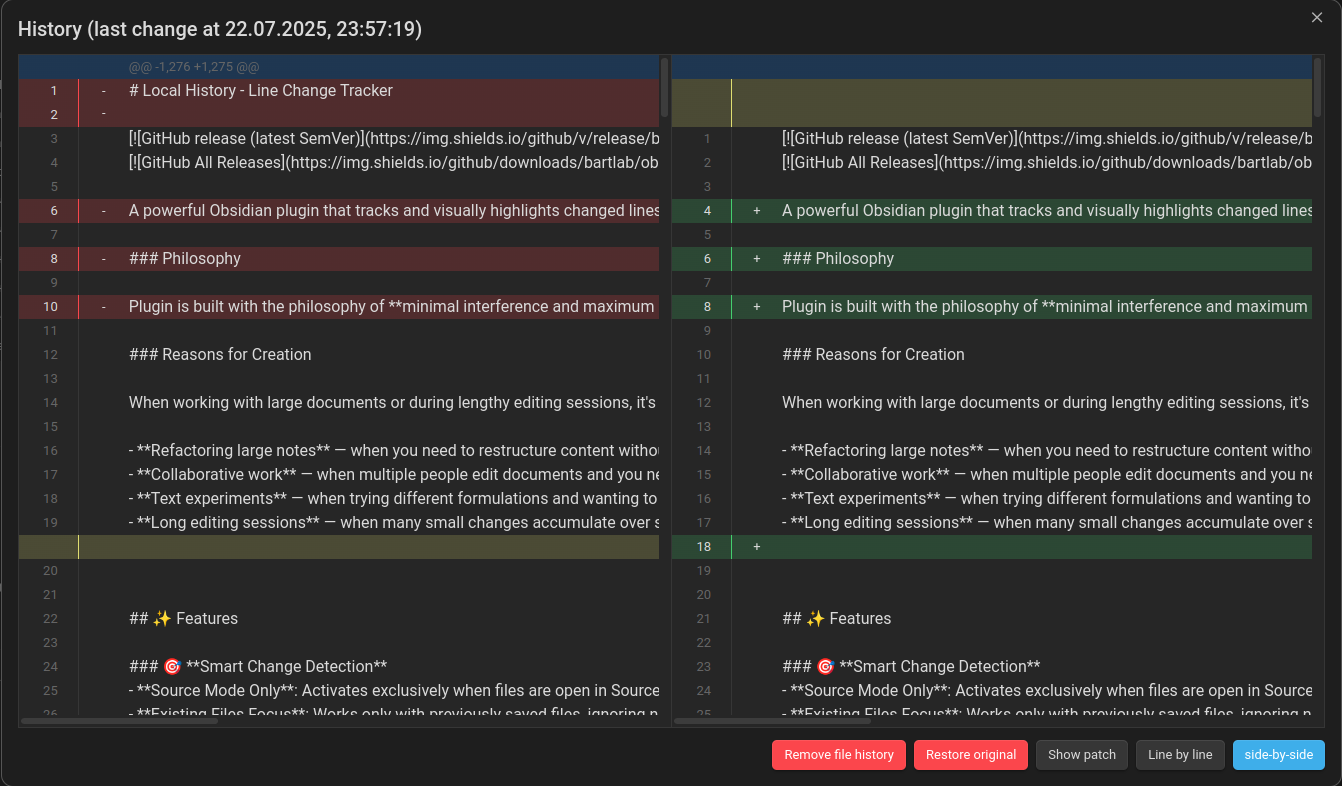 History (last change at 22.07.2025, 23:57:19)
@@ -1,276 +1,275 @@
1 - # Local History - Line Change Tracker
2 -
3 [![GitHub release (latest SemVer)](https://img.shields.io/github/v/release/b
4 [![GitHub All Releases](https://img.shields.io/github/downloads/bartlab/ob
5
6 - A powerful Obsidian plugin that tracks and visually highlights changed lines
7
8 - ### Philosophy
9
10 - Plugin is built with the philosophy of **minimal interference and maximum
11
12 ### Reasons for Creation
13
14 When working with large documents or during lengthy editing sessions, it's
15
16 - **Refactoring large notes** — when you need to restructure content witho
17 - **Collaborative work** — when multiple people edit documents and you ne
18 - **Text experiments** — when trying different formulations and wanting to
19 - **Long editing sessions** — when many small changes accumulate over s
20
21
22 ## ✨ Features
23
24 ### 🎯 **Smart Change Detection**
25 - **Source Mode Only**: Activates exclusively when files are open in Source
26 - **Existing Files Focus**: Works only with previously saved files, ignoring n
1 [![GitHub release (latest SemVer)](https://img.shields.io/github/v/release/b
2 [![GitHub All Releases](https://img.shields.io/github/downloads/bartlab/ob
3
4 + A powerful Obsidian plugin that tracks and visually highlights changed lines
5
6 + ### Philosophy
7
8 + Plugin is built with the philosophy of **minimal interference and maximum
9
10 ### Reasons for Creation
11
12 When working with large documents or during lengthy editing sessions, it's
13
14 - **Refactoring large notes** — when you need to restructure content witho
15 - **Collaborative work** — when multiple people edit documents and you ne
16 - **Text experiments** — when trying different formulations and wanting to
17 - **Long editing sessions** — when many small changes accumulate over s
18 +
19
20
21 ## ✨ Features
22
23 ### 🎯 **Smart Change Detection**
24 - **Source Mode Only**: Activates exclusively when files are open in Source
25 - **Existing Files Focus**: Works only with previously saved files, ignoring n
Remove file history
Restore original
Show patch
Line by line
side-by-side